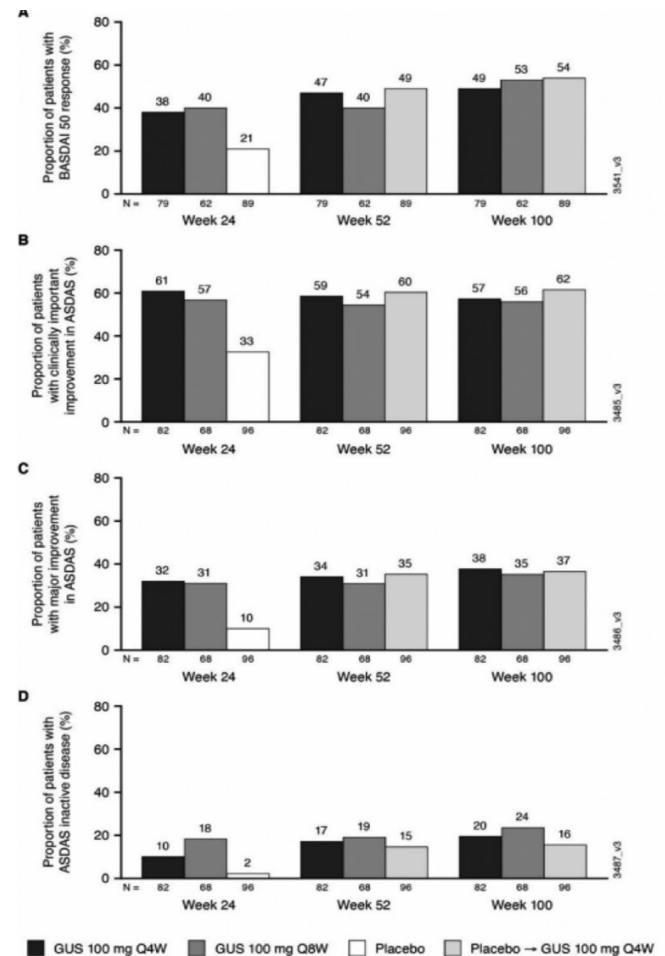 A
Proportion of patients with
BASDAI 50 response (%)
80
60
40
20
0
38 40 21
47 40 49
49 53 54
N = 79 62 89 79 62 89 79 62 89
Week 24 Week 52 Week 100
3541_v3
B
Proportion of patients
with clinically important
improvement in ASDAS (%)
80
60
40
20
0
61 57 33
59 54 60
57 56 62
N = 82 68 96 82 68 96 82 68 96
Week 24 Week 52 Week 100
3485_v3
C
Proportion of patients
with major improvement
in ASDAS (%)
80
60
40
20
0
32 31 10
34 31 35
38 35 37
N = 82 68 96 82 68 96 82 68 96
Week 24 Week 52 Week 100
3486_v3
D
Proportion of patients with
ASDAS inactive disease (%)
80
60
40
20
0
10 18 2
17 19 15
20 24 16
N = 82 68 96 82 68 96 82 68 96
Week 24 Week 52 Week 100
3487_v3
GUS 100 mg Q4W GUS 100 mg Q8W Placebo Placebo → GUS 100 mg Q4W